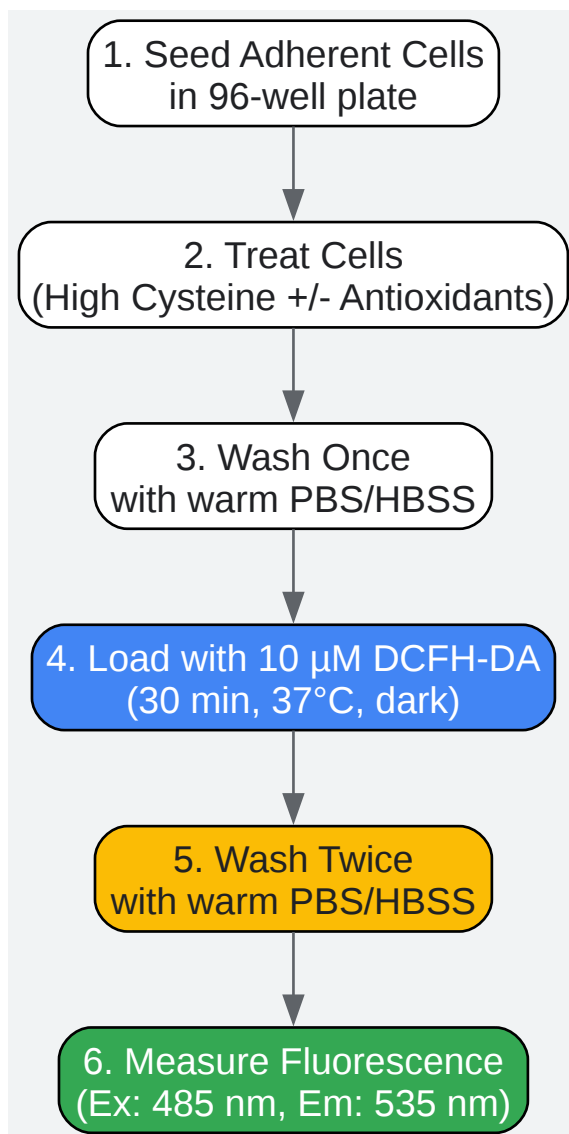 1. Seed Adherent Cells
in 96-well plate
2. Treat Cells
(High Cysteine +/- Antioxidants)
3. Wash Once
with warm PBS/HBSS
4. Load with 10 µM DCFH-DA
(30 min, 37°C, dark)
5. Wash Twice
with warm PBS/HBSS
6. Measure Fluorescence
(Ex: 485 nm, Em: 535 nm)